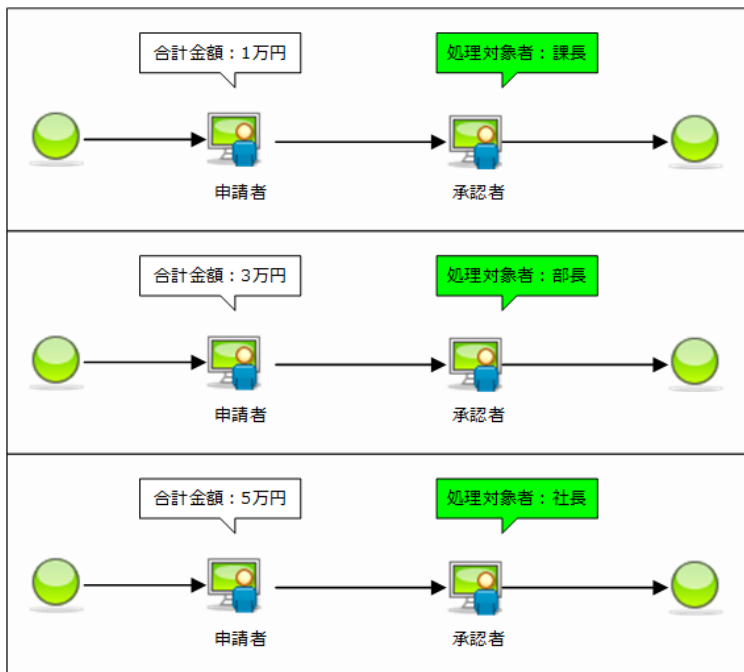 合計金額：1万円
処理対象者：課長
申請者
承認者
合計金額：3万円
処理対象者：部長
申請者
承認者
合計金額：5万円
処理対象者：社長
申請者
承認者